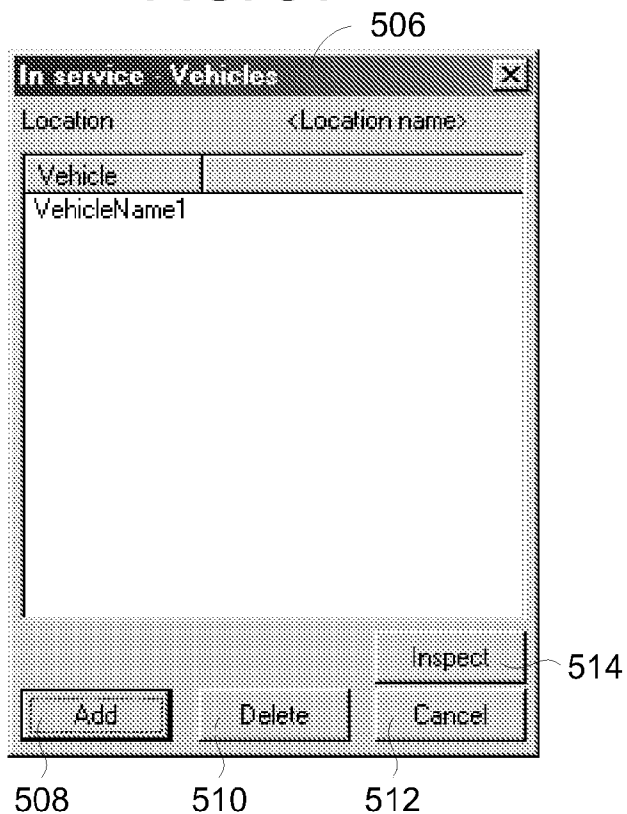 506
In service - Vehicles
Location <Location name>
Vehicle
VehicleName1
Inspect
514
Add Delete Cancel
508 510 512